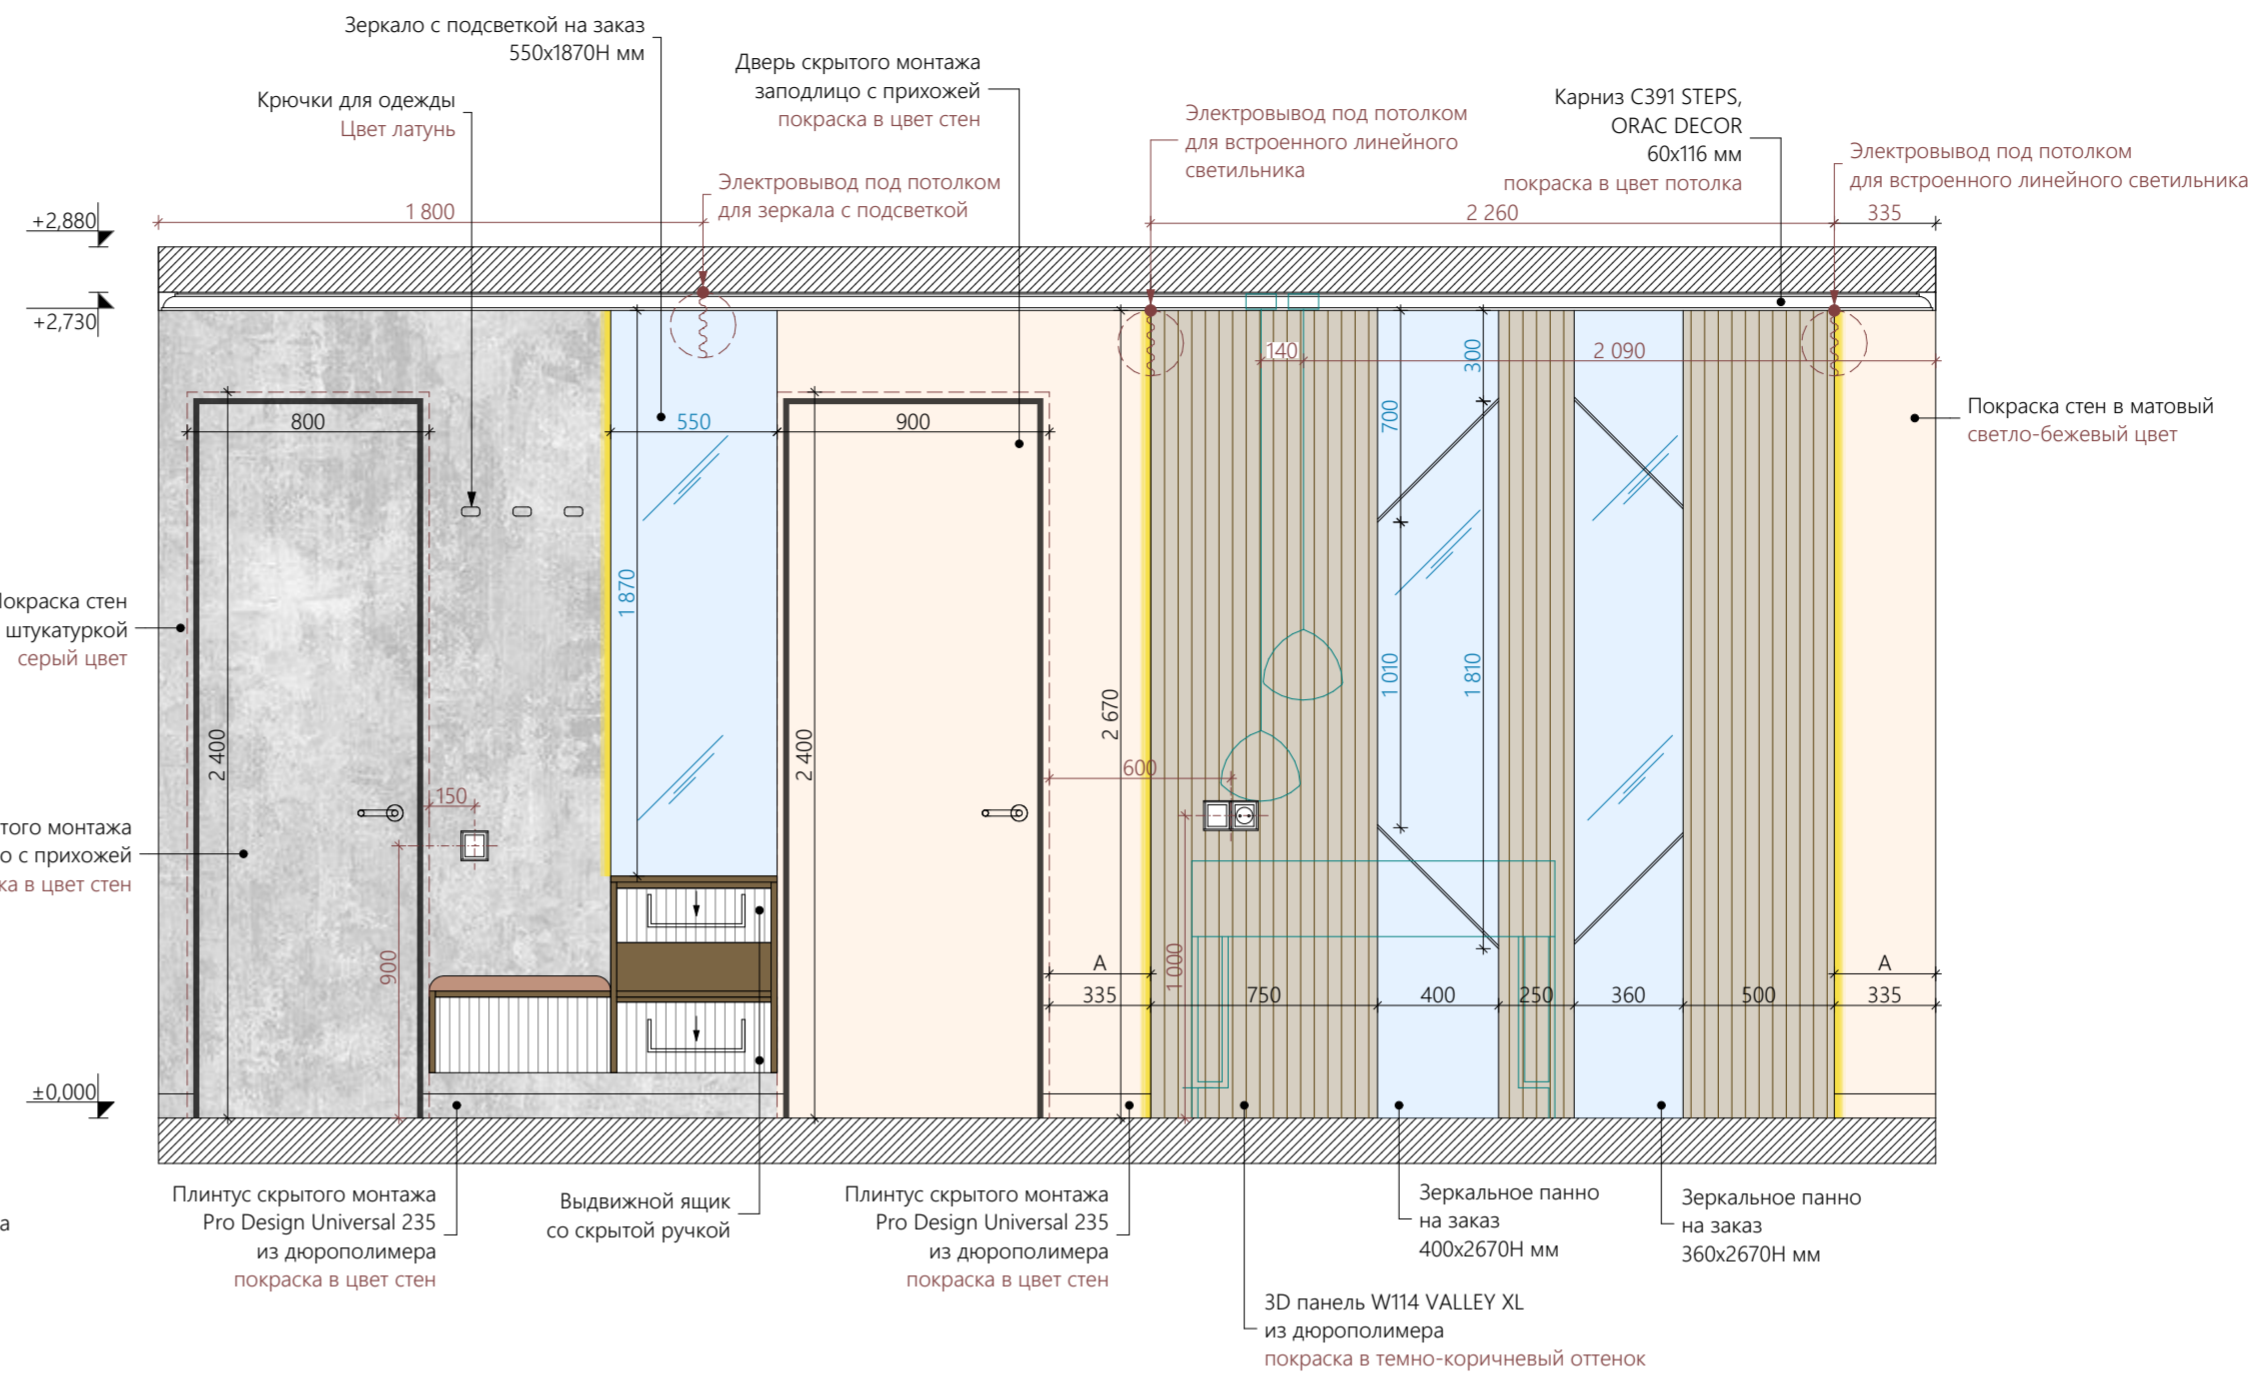 Зеркало с подсветкой на заказ
550х1870Н мм
Дверь скрытого монтажа
заподлицо с прихожей
покраска в цвет стен
Крючки для одежды
Цвет латунь
Электровывод под потолком
для встроенного линейного
светильника
Карниз С391 STEPS,
ORAC DECOR
60х116 мм
покраска в цвет потолка
Электровывод под потолком
для встроенного линейного светильника
Электровывод под потолком
для зеркала с подсветкой
+2,880
1 800
2 260
335
+2,730
140
300
2 090
700
800
550
900
Покраска стен в матовый
светло-бежевый цвет
1 870
Покраска стен
штукатуркой
серый цвет
1 010
1 810
2 670
2 400
2 400
600
150
того монтажа
о с прихожей
ка в цвет стен
900
1 000
А
А
335
750
400
250
360
500
335
±0,000
Плинтус скрытого монтажа
Pro Design Universal 235
из дюрополимера
покраска в цвет стен
Выдвижной ящик
со скрытой ручкой
Плинтус скрытого монтажа
Pro Design Universal 235
из дюрополимера
покраска в цвет стен
Зеркальное панно
на заказ
400х2670Н мм
Зеркальное панно
на заказ
360х2670Н мм
а
3D панель W114 VALLEY XL
из дюрополимера
покраска в темно-коричневый оттенок